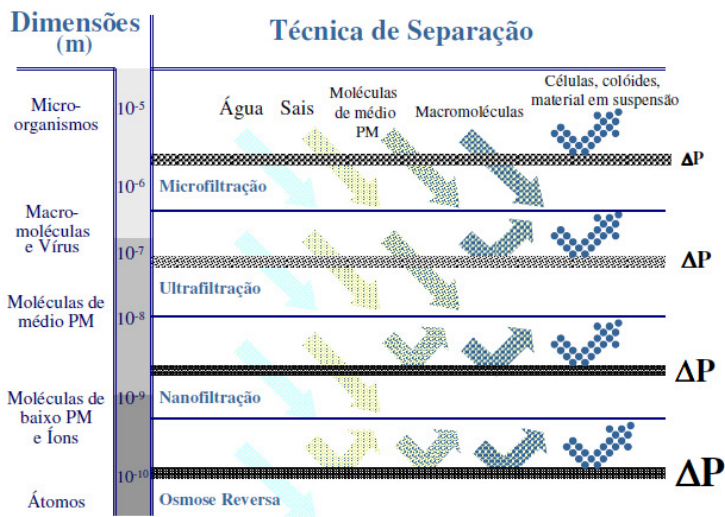 Dimensões
(m)
Técnica de Separação
Micro-
organismos
10-5
Água
Sais
Moléculas
de médio
PM
Macromoléculas
Células, colóides,
material em suspensão
ΔP
10-6
Microfiltração
Macro-
moléculas
e Vírus
10-7
ΔP
Ultrafiltração
Moléculas de
médio PM
10-8
ΔP
10-9
Nanofiltração
Moléculas de
baixo PM
e Íons
10-10
ΔP
Átomos
Osmose Reversa